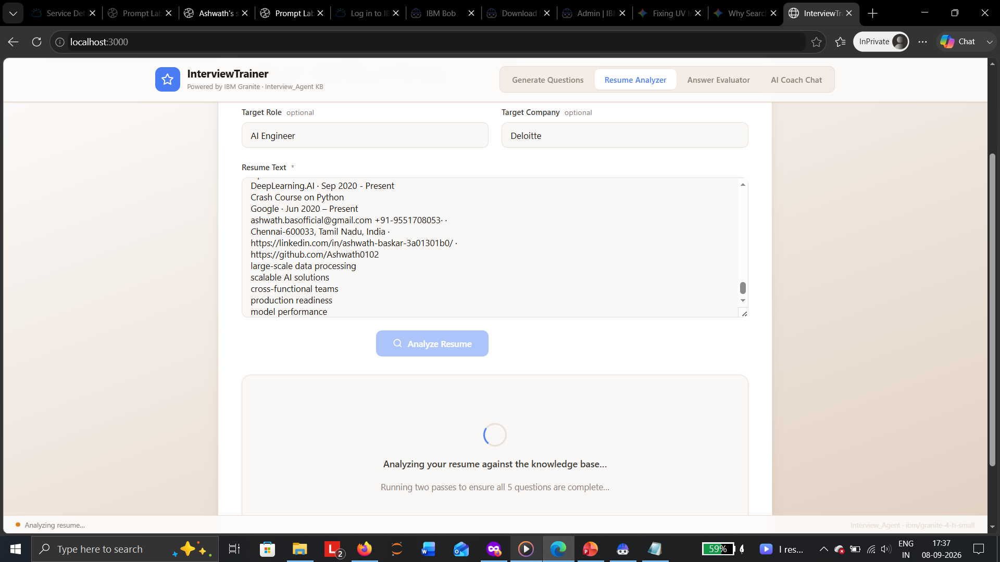 Service Det
Prompt Lab
Ashwath's s
Prompt Lab
Log in to IB
IBM Bob
Download
Admin | IB
Fixing UV I
Why Search
InterviewTr
localhost:3000
InPrivate
Chat
InterviewTrainer
Powered by IBM Granite · Interview_Agent KB
Generate Questions
Resume Analyzer
Answer Evaluator
AI Coach Chat
Target Role optional
Target Company optional
AI Engineer
Deloitte
Resume Text *
DeepLearning.AI · Sep 2020 - Present
Crash Course on Python
Google · Jun 2020 – Present
ashwath.basofficial@gmail.com +91-9551708053· ·
Chennai-600033, Tamil Nadu, India ·
https://linkedin.com/in/ashwath-baskar-3a01301b0/ ·
https://github.com/Ashwath0102
large-scale data processing
scalable AI solutions
cross-functional teams
production readiness
model performance
Analyze Resume
Analyzing your resume against the knowledge base...
Running two passes to ensure all 5 questions are complete...
Analyzing resume...
Interview_Agent · ibm/granite-4-h-small
Type here to search
L
2
59%
I res...
ENG
IN
17:37
08-09-2026